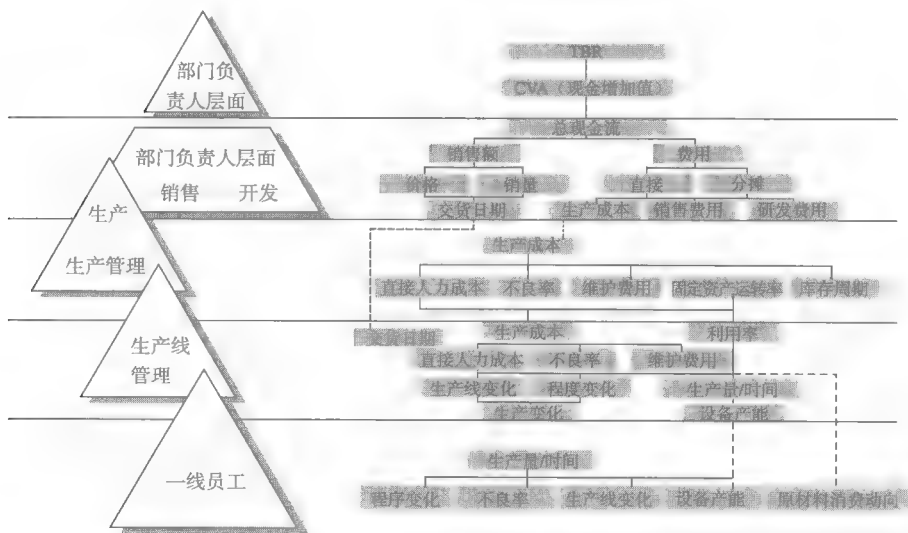 部门负
责人层面
TBR
CVA（现金增加值）
总现金流
部门负责人层面
销售 开发
销售额 费用
价格 销量 直接 分摊
交货日期 生产成本 销售费用 研发费用
生产
生产管理
生产成本
直接人力成本 不良率 维护费用 固定资产运转率 库存周期
交货日期 生产成本 利用率
生产线
管理
直接人力成本 不良率 维护费用
生产线变化 程度变化 生产量/时间
生产变化 设备产能
一线员工
生产量/时间
程序变化 不良率 生产线变化 设备产能 原材料消费动向